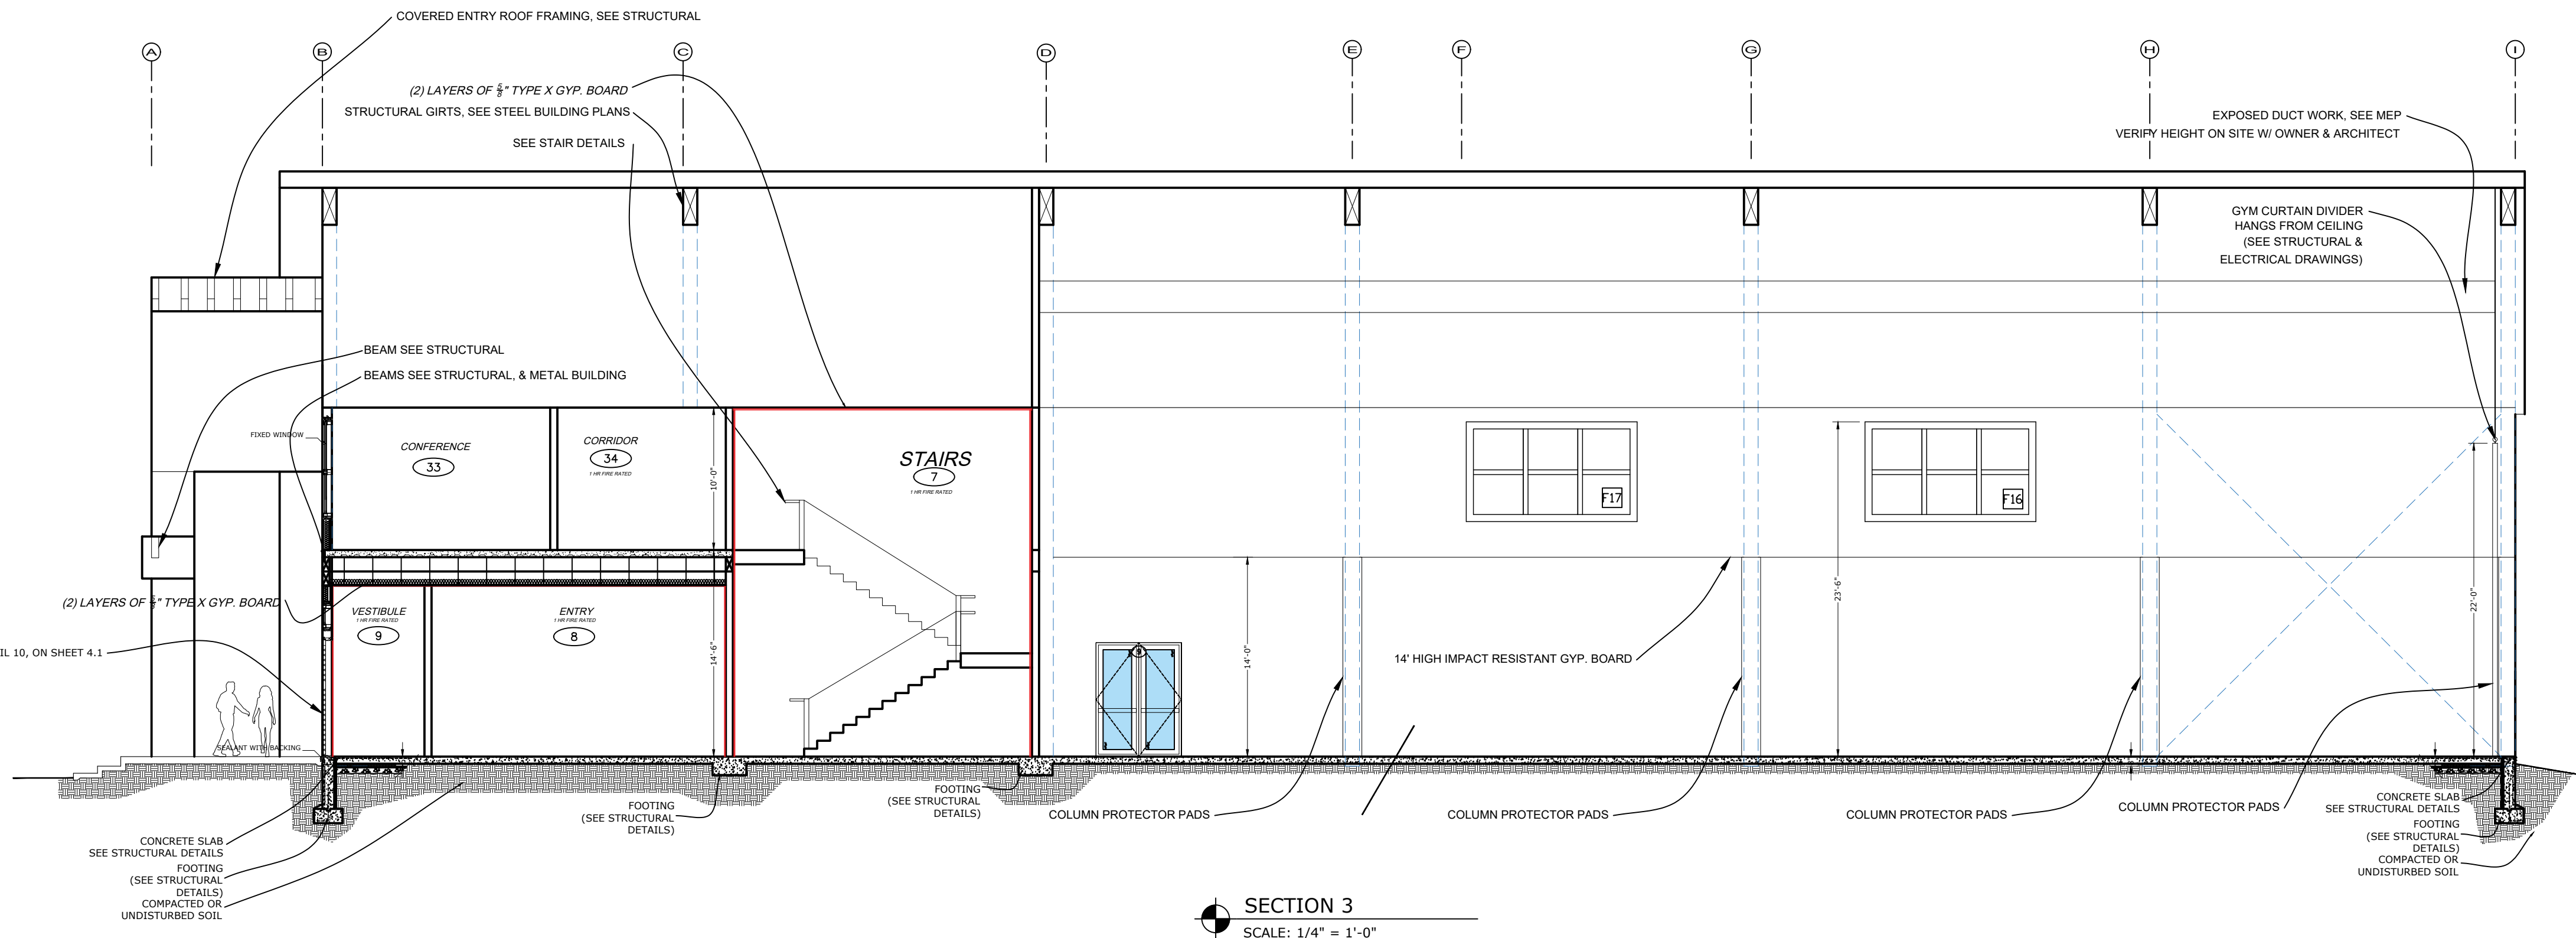 COVERED ENTRY ROOF FRAMING, SEE STRUCTURAL
A
B
C
D
E
F
G
H
I
(2) LAYERS OF 5/8" TYPE X GYP. BOARD
STRUCTURAL GIRTS, SEE STEEL BUILDING PLANS
SEE STAIR DETAILS
EXPOSED DUCT WORK, SEE MEP
VERIFY HEIGHT ON SITE W/ OWNER & ARCHITECT
GYM CURTAIN DIVIDER
HANGS FROM CEILING
(SEE STRUCTURAL &
ELECTRICAL DRAWINGS)
BEAM SEE STRUCTURAL
BEAMS SEE STRUCTURAL, & METAL BUILDING
FIXED WINDOW
CONFERENCE
33
CORRIDOR
34
1 HR FIRE RATED
10'-0"
STAIRS
7
1 HR FIRE RATED
F17
F16
23'-6"
22'-0"
(2) LAYERS OF 5/8" TYPE X GYP. BOARD
VESTIBULE
1 HR FIRE RATED
9
ENTRY
1 HR FIRE RATED
8
14'-6"
14'-0"
IL 10, ON SHEET 4.1
14' HIGH IMPACT RESISTANT GYP. BOARD
SEALANT WITH BACKING
FOOTING
(SEE STRUCTURAL
DETAILS)
FOOTING
(SEE STRUCTURAL
DETAILS)
COLUMN PROTECTOR PADS
COLUMN PROTECTOR PADS
COLUMN PROTECTOR PADS
COLUMN PROTECTOR PADS
CONCRETE SLAB
SEE STRUCTURAL DETAILS
FOOTING
(SEE STRUCTURAL
DETAILS)
COMPACTED OR
UNDISTURBED SOIL
CONCRETE SLAB
SEE STRUCTURAL DETAILS
FOOTING
(SEE STRUCTURAL
DETAILS)
COMPACTED OR
UNDISTURBED SOIL
SECTION 3
SCALE: 1/4" = 1'-0"